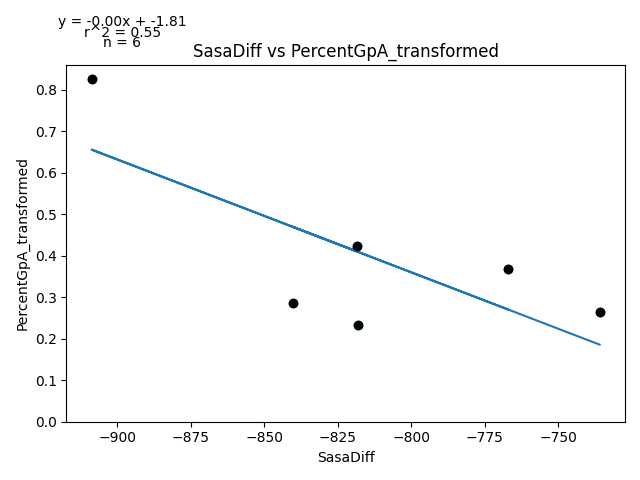 y = -0.00x + -1.81
r^2 = 0.55
n = 6
SasaDiff vs PercentGpA_transformed
PercentGpA_transformed
0.8
0.7
0.6
0.5
0.4
0.3
0.2
0.1
0.0
−900 −875 −850 −825 −800 −775 −750
SasaDiff